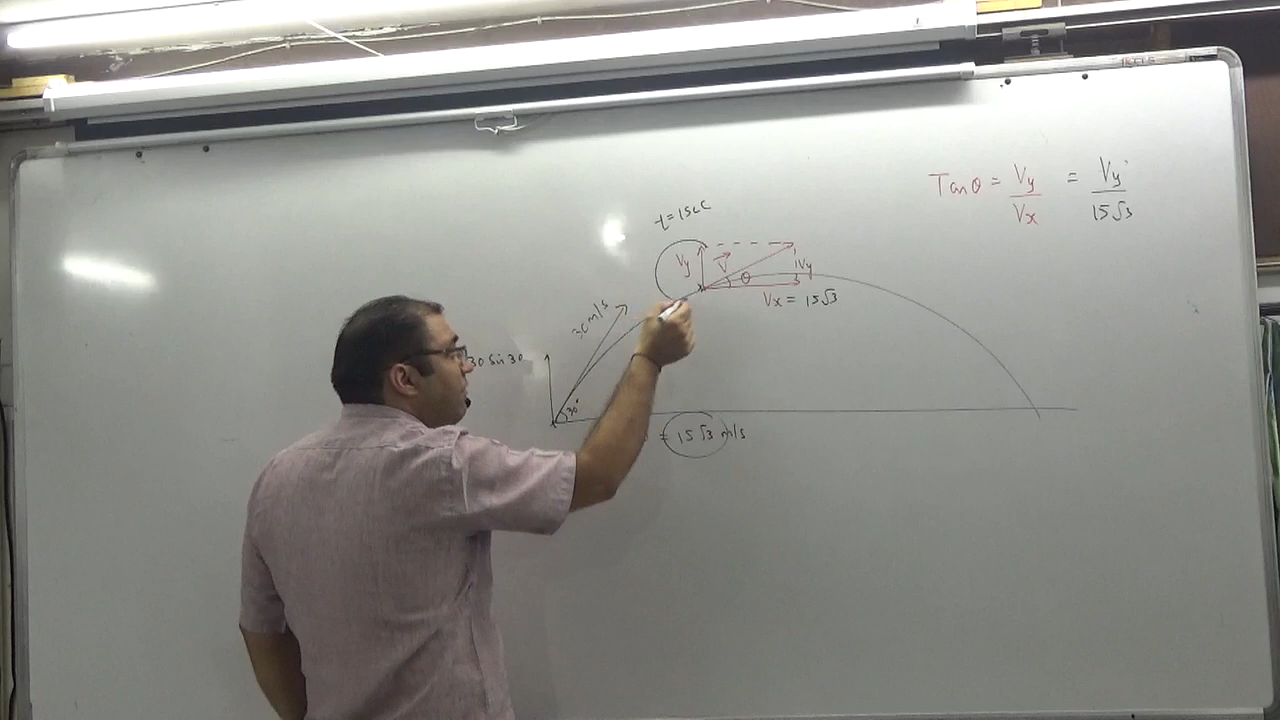 Tanθ = Vy / Vx = Vy / 15√3
t=1sec
Vy
V
θ
Vy
Vx = 15√3
30 m/s
30 Sin 30
30°
= 15√3 m/s